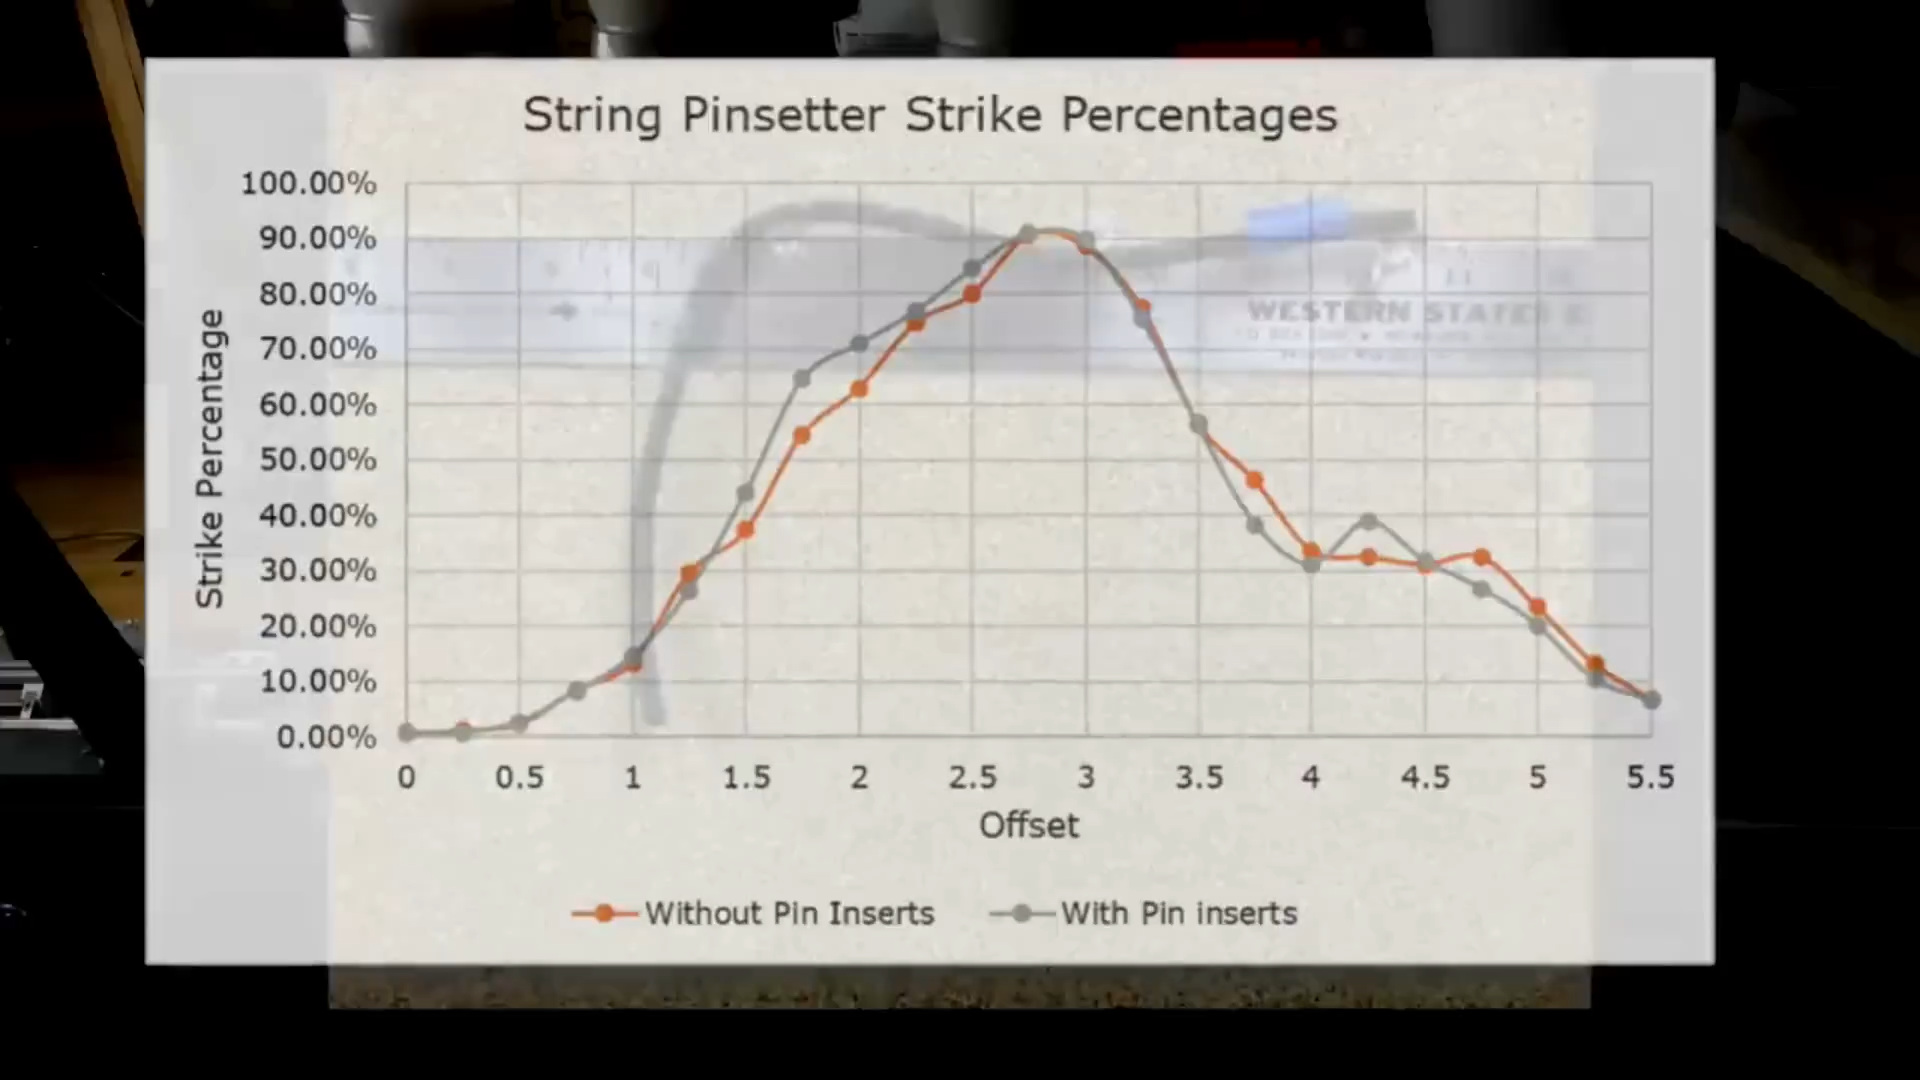 String Pinsetter Strike Percentages
100.00%
90.00%
80.00%
70.00%
60.00%
50.00%
40.00%
30.00%
20.00%
10.00%
0.00%
Strike Percentage
WESTERN STATES
0 0.5 1 1.5 2 2.5 3 3.5 4 4.5 5 5.5
Offset
Without Pin Inserts With Pin inserts